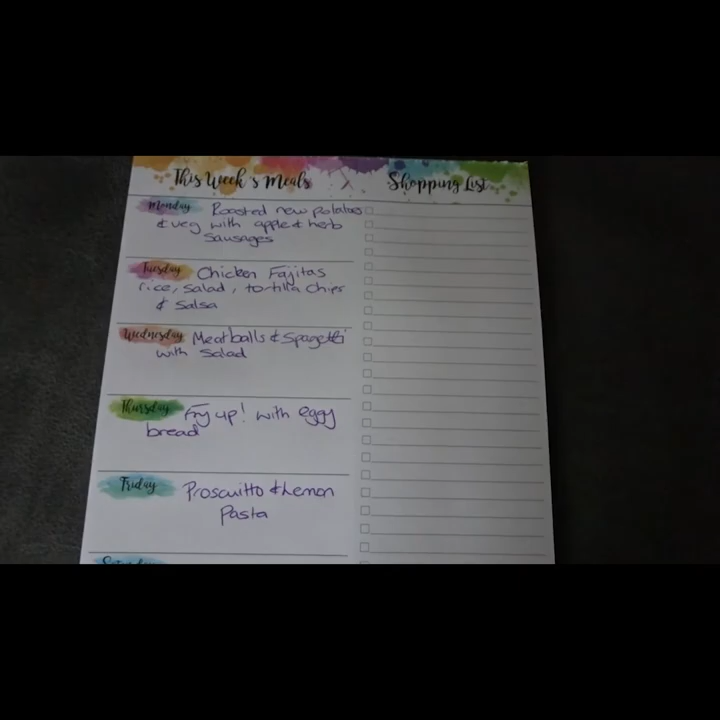 This Week's Meals
Shopping List
Monday Roasted new potatoes
& veg with apple & herb
Sausages
Tuesday Chicken Fajitas
rice, salad, tortilla chips
& Salsa
Wednesday Meatballs & Spagetti
with Salad
Thursday Fry up! with eggy
bread
Friday Proscuitto & Lemon
Pasta